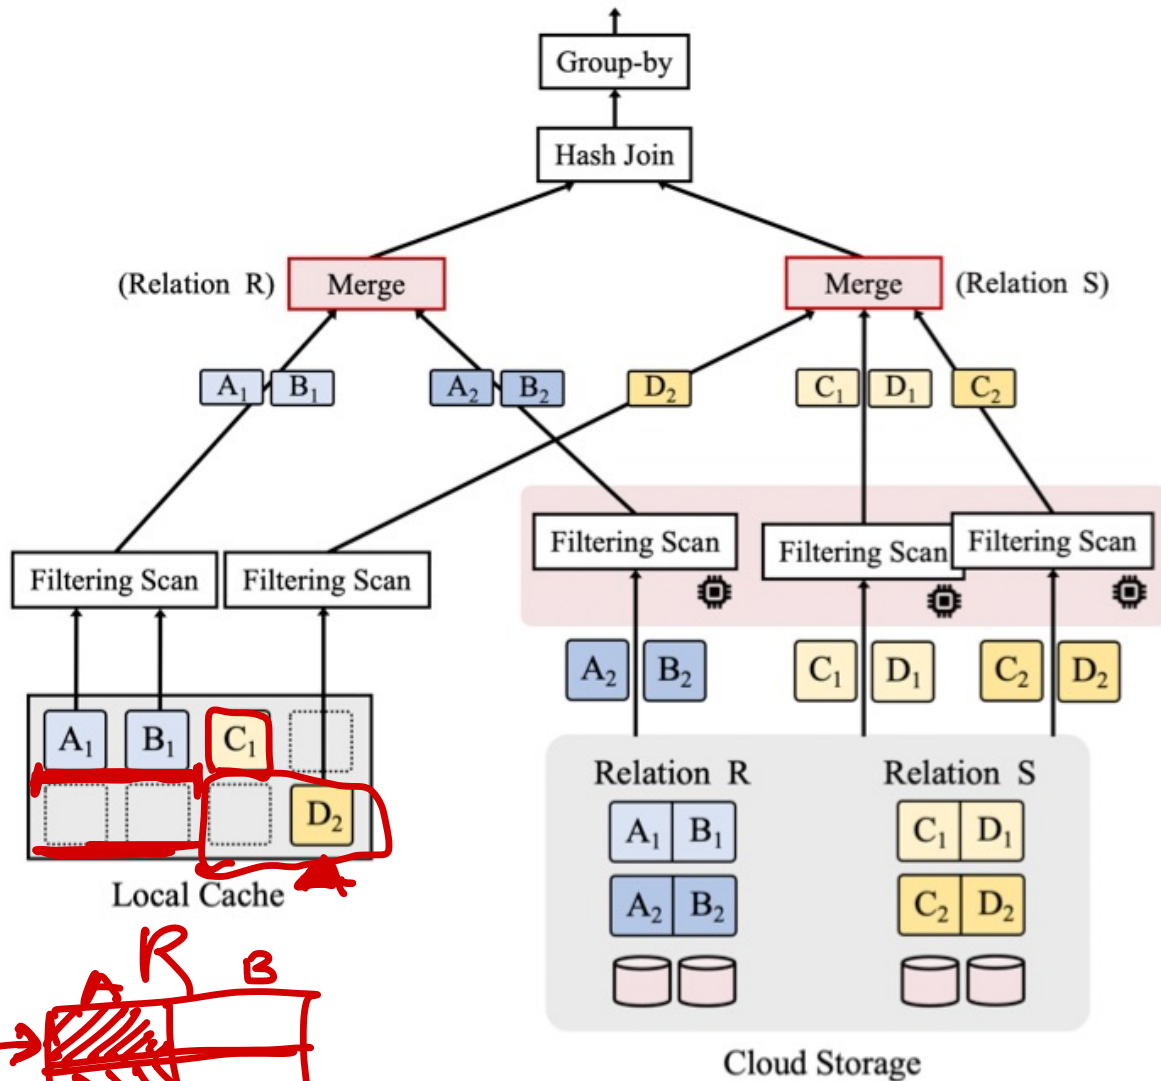 Group-by
Hash Join
(Relation R) Merge Merge (Relation S)
A₁ B₁ A₂ B₂ D₂ C₁ D₁ C₂
Filtering Scan Filtering Scan Filtering Scan
Filtering Scan Filtering Scan
A₂ B₂ C₁ D₁ C₂ D₂
A₁ B₁ C₁
D₂
Local Cache
Relation R Relation S
A₁ B₁ C₁ D₁
A₂ B₂ C₂ D₂
Cloud Storage
R
A B